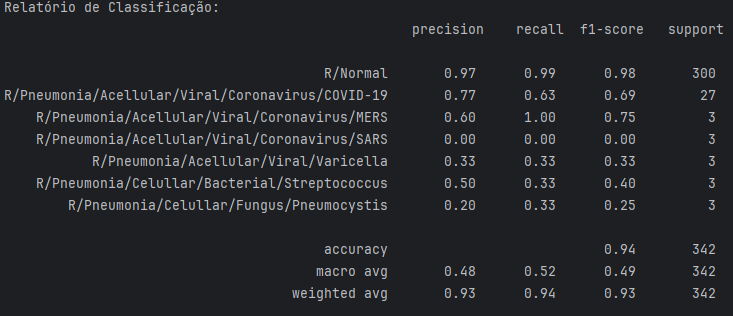 Relatório de Classificação:
precision recall f1-score support
R/Normal 0.97 0.99 0.98 300
R/Pneumonia/Acellular/Viral/Coronavirus/COVID-19 0.77 0.63 0.69 27
R/Pneumonia/Acellular/Viral/Coronavirus/MERS 0.60 1.00 0.75 3
R/Pneumonia/Acellular/Viral/Coronavirus/SARS 0.00 0.00 0.00 3
R/Pneumonia/Acellular/Viral/Varicella 0.33 0.33 0.33 3
R/Pneumonia/Celullar/Bacterial/Streptococcus 0.50 0.33 0.40 3
R/Pneumonia/Celullar/Fungus/Pneumocystis 0.20 0.33 0.25 3
accuracy 0.94 342
macro avg 0.48 0.52 0.49 342
weighted avg 0.93 0.94 0.93 342